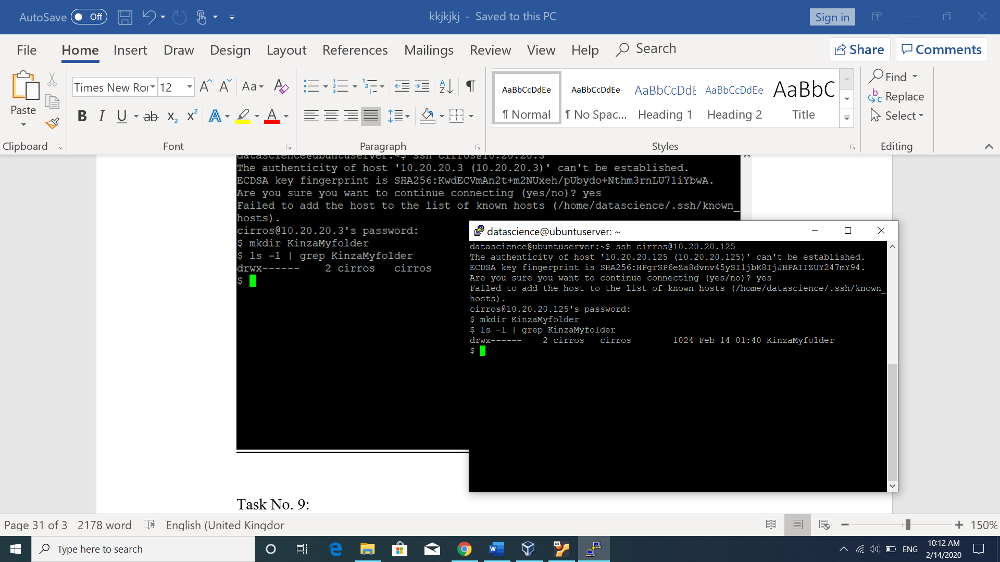 AutoSave Off
kkjkjkj - Saved to this PC
Sign in
File Home Insert Draw Design Layout References Mailings Review View Help Search Share Comments
Paste
Clipboard
12
Aa
Font
Paragraph
AaBbCcDdEe ¶ Normal
AaBbCcDdEe ¶ No Spac...
AaBbCcDdE Heading 1
AaBbCcDdEe Heading 2
AaBbC Title
Styles
Find
Replace
Select
Editing
datascience@ubuntuserver:~$ ssh cirros@10.20.20.3
The authenticity of host '10.20.20.3 (10.20.20.3)' can't be established.
ECDSA key fingerprint is SHA256:KwdECVmAn2t+m2NUxeh/pUbydo+Nthm3rnLU71iYbwA.
Are you sure you want to continue connecting (yes/no)? yes
Failed to add the host to the list of known hosts (/home/datascience/.ssh/known_
hosts).
cirros@10.20.20.3's password:
$ mkdir KinzaMyfolder
$ ls -l | grep KinzaMyfolder
drwx------ 2 cirros cirros
$
datascience@ubuntuserver: ~
datascience@ubuntuserver:~$ ssh cirros@10.20.20.125
The authenticity of host '10.20.20.125 (10.20.20.125)' can't be established.
ECDSA key fingerprint is SHA256:HPgrSP6eZa8dvnv45ySI1jbK8IjJBPAIIZUY247mY94.
Are you sure you want to continue connecting (yes/no)? yes
Failed to add the host to the list of known hosts (/home/datascience/.ssh/known_
hosts).
cirros@10.20.20.125's password:
$ mkdir KinzaMyfolder
$ ls -l | grep KinzaMyfolder
drwx------ 2 cirros cirros 1024 Feb 14 01:40 KinzaMyfolder
$
Task No. 9:
Page 31 of 3 2178 word English (United Kingdor 150%
Type here to search
ENG
10:12 AM
2/14/2020